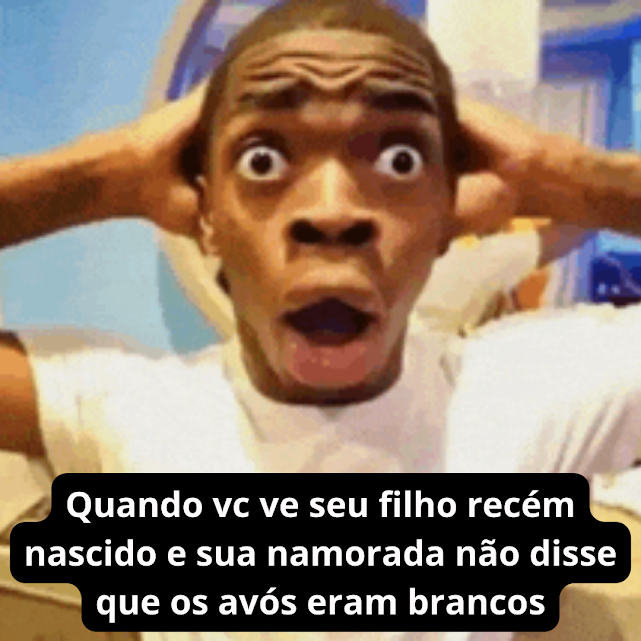 Quando vc ve seu filho recém
nascido e sua namorada não disse
que os avós eram brancos